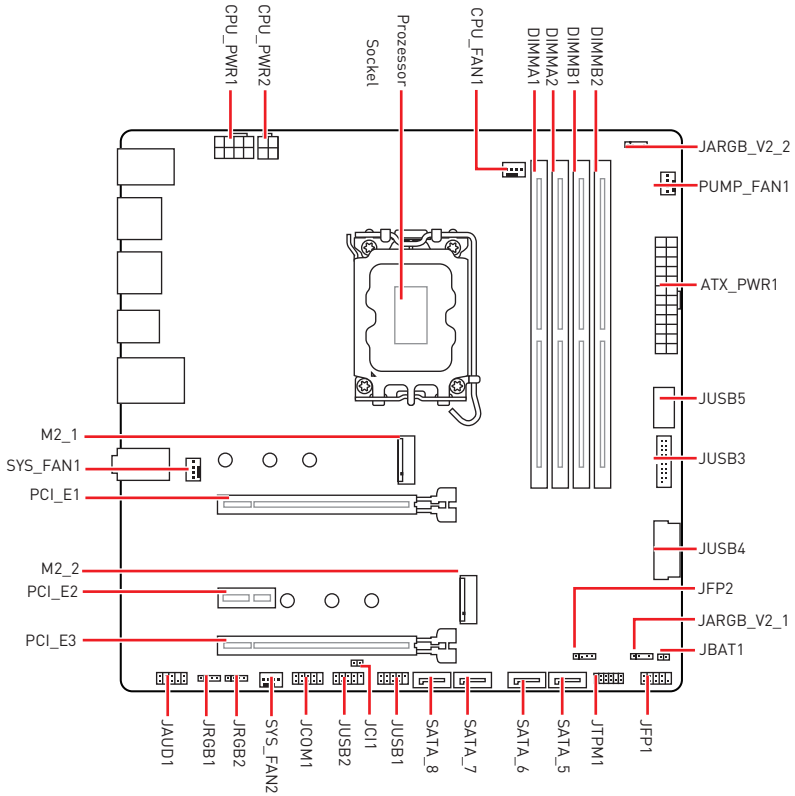 CPU_PWR1
CPU_PWR2
Prozessor
Sockel
CPU_FAN1
DIMMA1
DIMMA2
DIMMB1
DIMMB2
JARGB_V2_2
PUMP_FAN1
ATX_PWR1
JUSB5
JUSB3
JUSB4
JFP2
JARGB_V2_1
JBAT1
M2_1
SYS_FAN1
PCI_E1
M2_2
PCI_E2
PCI_E3
JAUD1
JRGB1
JRGB2
SYS_FAN2
JCOM1
JUSB2
JCI1
JUSB1
SATA_8
SATA_7
SATA_6
SATA_5
JTPM1
JFP1